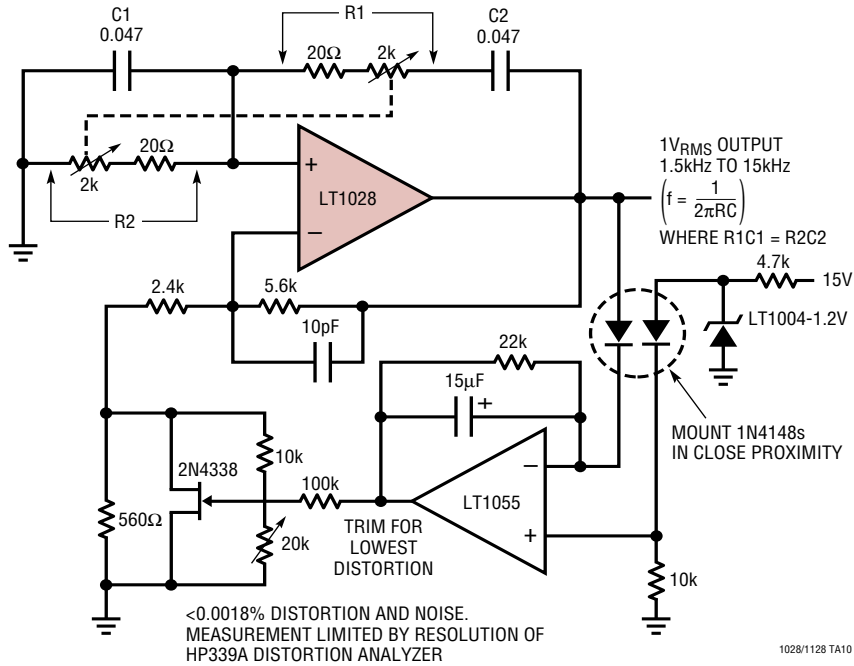 C1
0.047
R1
C2
0.047
20Ω
2k
+
LT1028
–
2k
20Ω
R2
1VRMS OUTPUT
1.5kHz TO 15kHz
(f = 1/2πRC)
WHERE R1C1 = R2C2
4.7k
15V
LT1004-1.2V
2.4k
5.6k
10pF
22k
15µF
+
MOUNT 1N4148s
IN CLOSE PROXIMITY
2N4338
10k
100k
–
LT1055
+
560Ω
20k
TRIM FOR
LOWEST
DISTORTION
10k
<0.0018% DISTORTION AND NOISE.
MEASUREMENT LIMITED BY RESOLUTION OF
HP339A DISTORTION ANALYZER
1028/1128 TA10